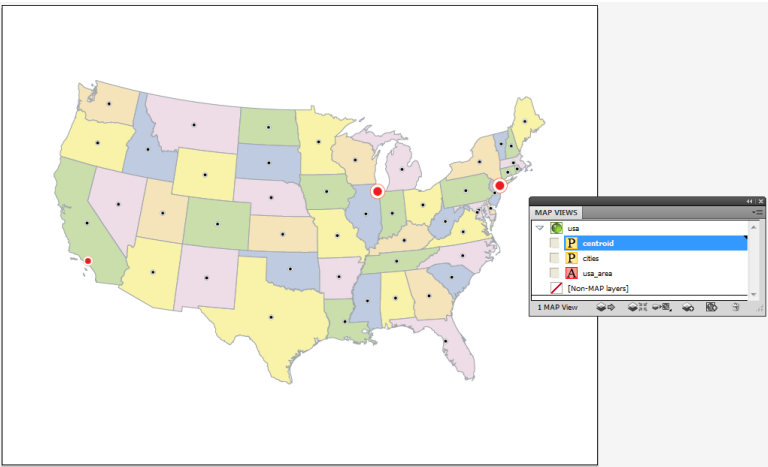 MAP VIEWS
usa
P centroid
P cities
A usa_area
[Non-MAP layers]
1 MAP View